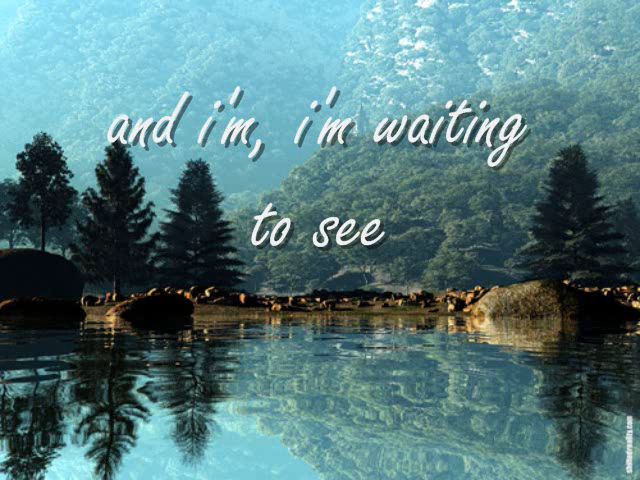 and i'm, i'm waiting
to see